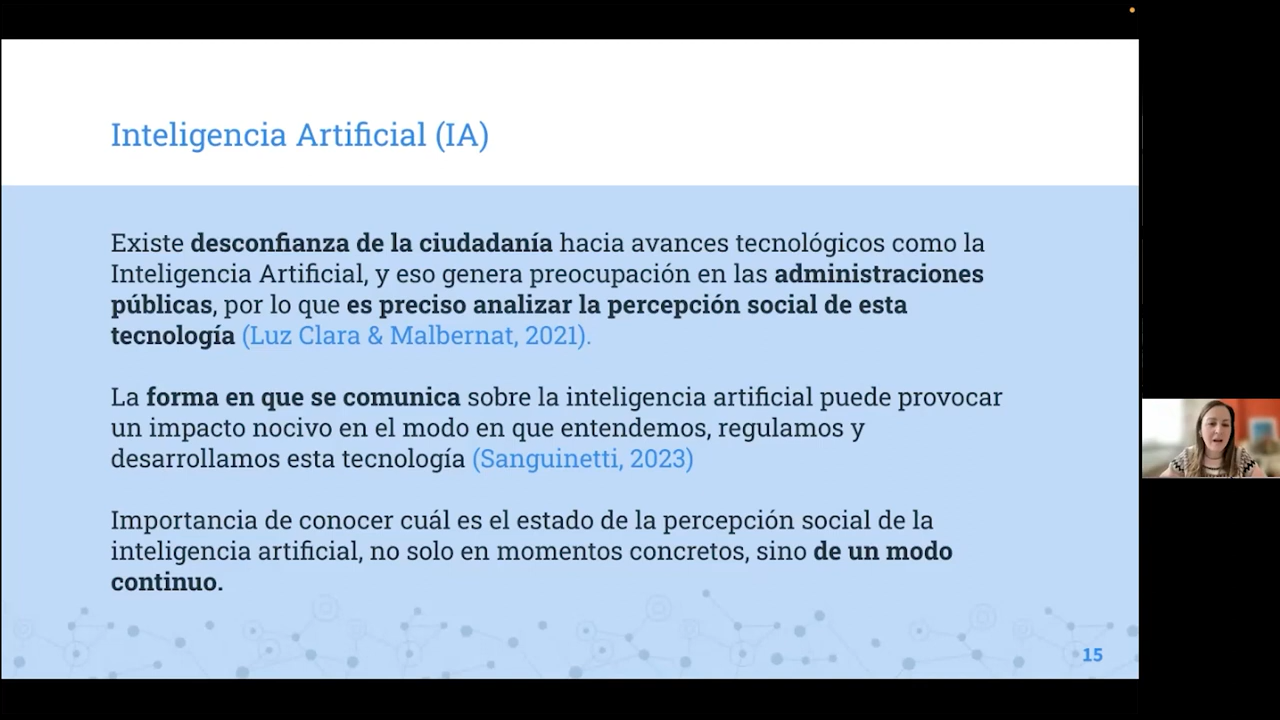 Inteligencia Artificial (IA)
Existe desconfianza de la ciudadanía hacia avances tecnológicos como la
Inteligencia Artificial, y eso genera preocupación en las administraciones
públicas, por lo que es preciso analizar la percepción social de esta
tecnología (Luz Clara & Malbernat, 2021).
La forma en que se comunica sobre la inteligencia artificial puede provocar
un impacto nocivo en el modo en que entendemos, regulamos y
desarrollamos esta tecnología (Sanguinetti, 2023)
Importancia de conocer cuál es el estado de la percepción social de la
inteligencia artificial, no solo en momentos concretos, sino de un modo
continuo.
15